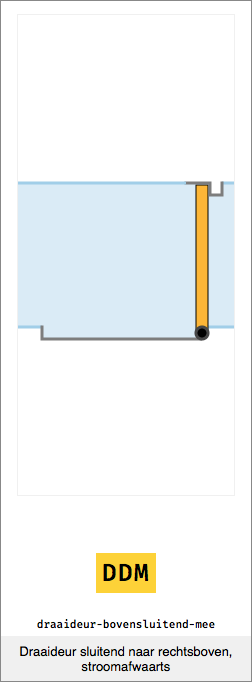 DDM
draaideur-bovensluitend-mee
Draaideur sluitend naar rechtsboven,
stroomafwaarts